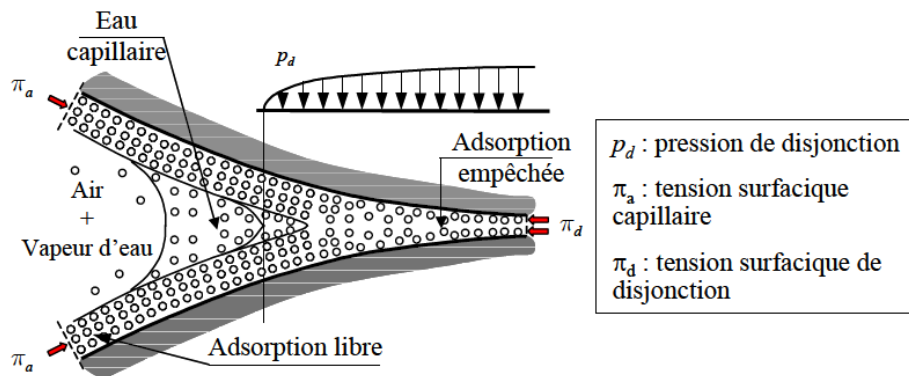 Eau
capillaire
p_d
π_a
Adsorption
empêchée
Air
+
Vapeur d'eau
π_d
π_a
Adsorption libre
p_d : pression de disjonction
π_a : tension surfacique
capillaire
π_d : tension surfacique de
disjonction